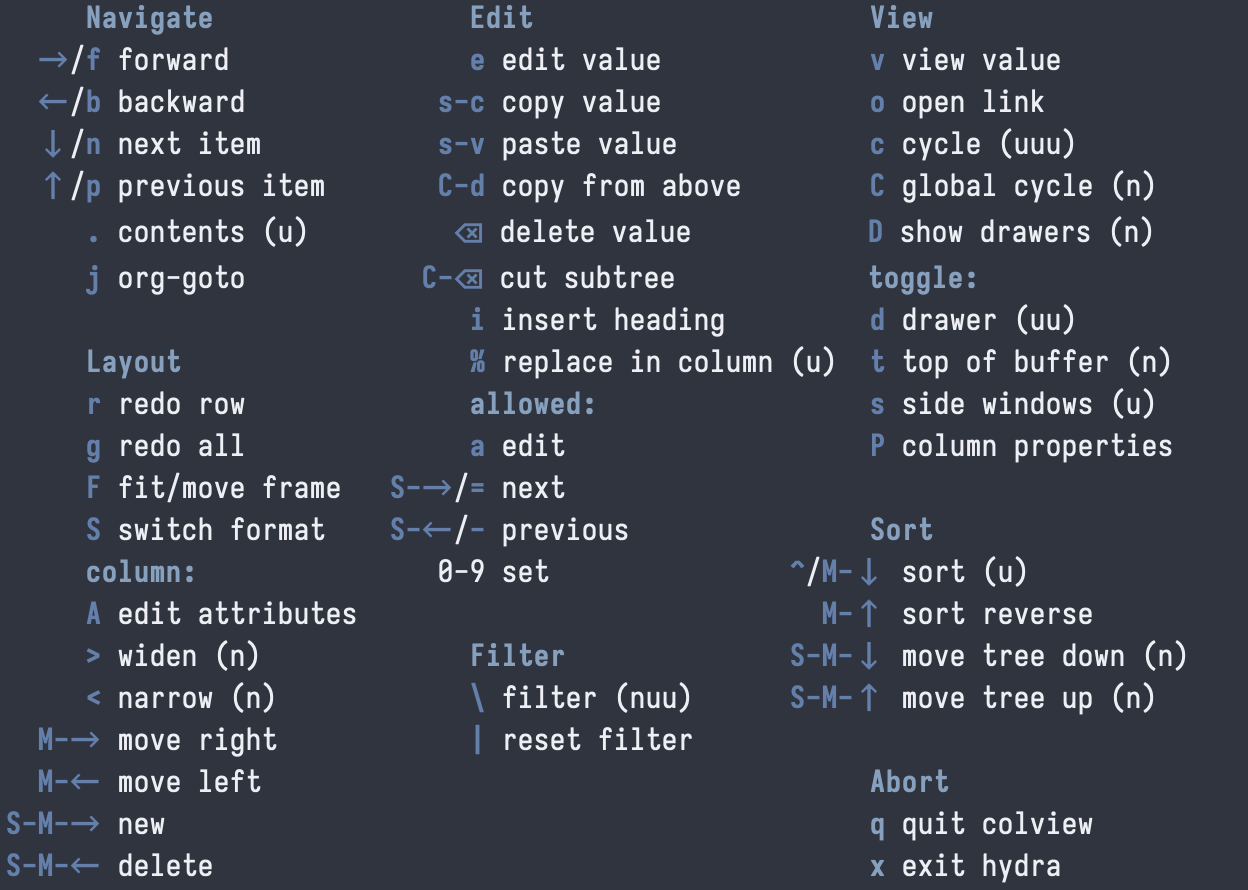 Navigate
→/f forward
←/b backward
↓/n next item
↑/p previous item
. contents (u)
j org-goto
Layout
r redo row
g redo all
F fit/move frame
S switch format
column:
A edit attributes
> widen (n)
< narrow (n)
M-→ move right
M-← move left
S-M-→ new
S-M-← delete
Edit
e edit value
s-c copy value
s-v paste value
C-d copy from above
⌫ delete value
C-⌫ cut subtree
i insert heading
% replace in column (u)
allowed:
a edit
S-→/= next
S-←/- previous
0-9 set
Filter
\ filter (nuu)
| reset filter
View
v view value
o open link
c cycle (uuu)
C global cycle (n)
D show drawers (n)
toggle:
d drawer (uu)
t top of buffer (n)
s side windows (u)
P column properties
Sort
^/M-↓ sort (u)
M-↑ sort reverse
S-M-↓ move tree down (n)
S-M-↑ move tree up (n)
Abort
q quit colview
x exit hydra